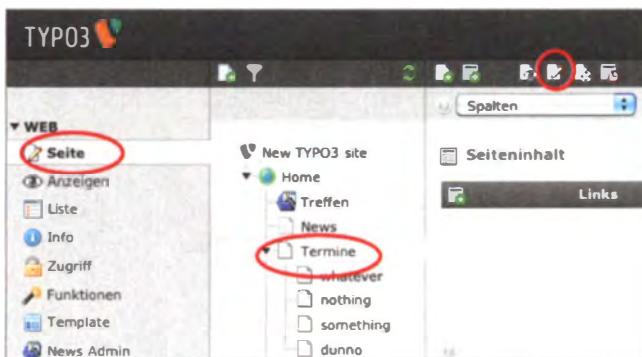 TYPO3
Spalten
WEB
Seite
Anzeigen
Liste
Info
Zugriff
Funktionen
Template
News Admin
New TYPO3 site
Home
Treffen
News
Termine
whatever
nothing
something
dunno
Seiteninhalt
Links